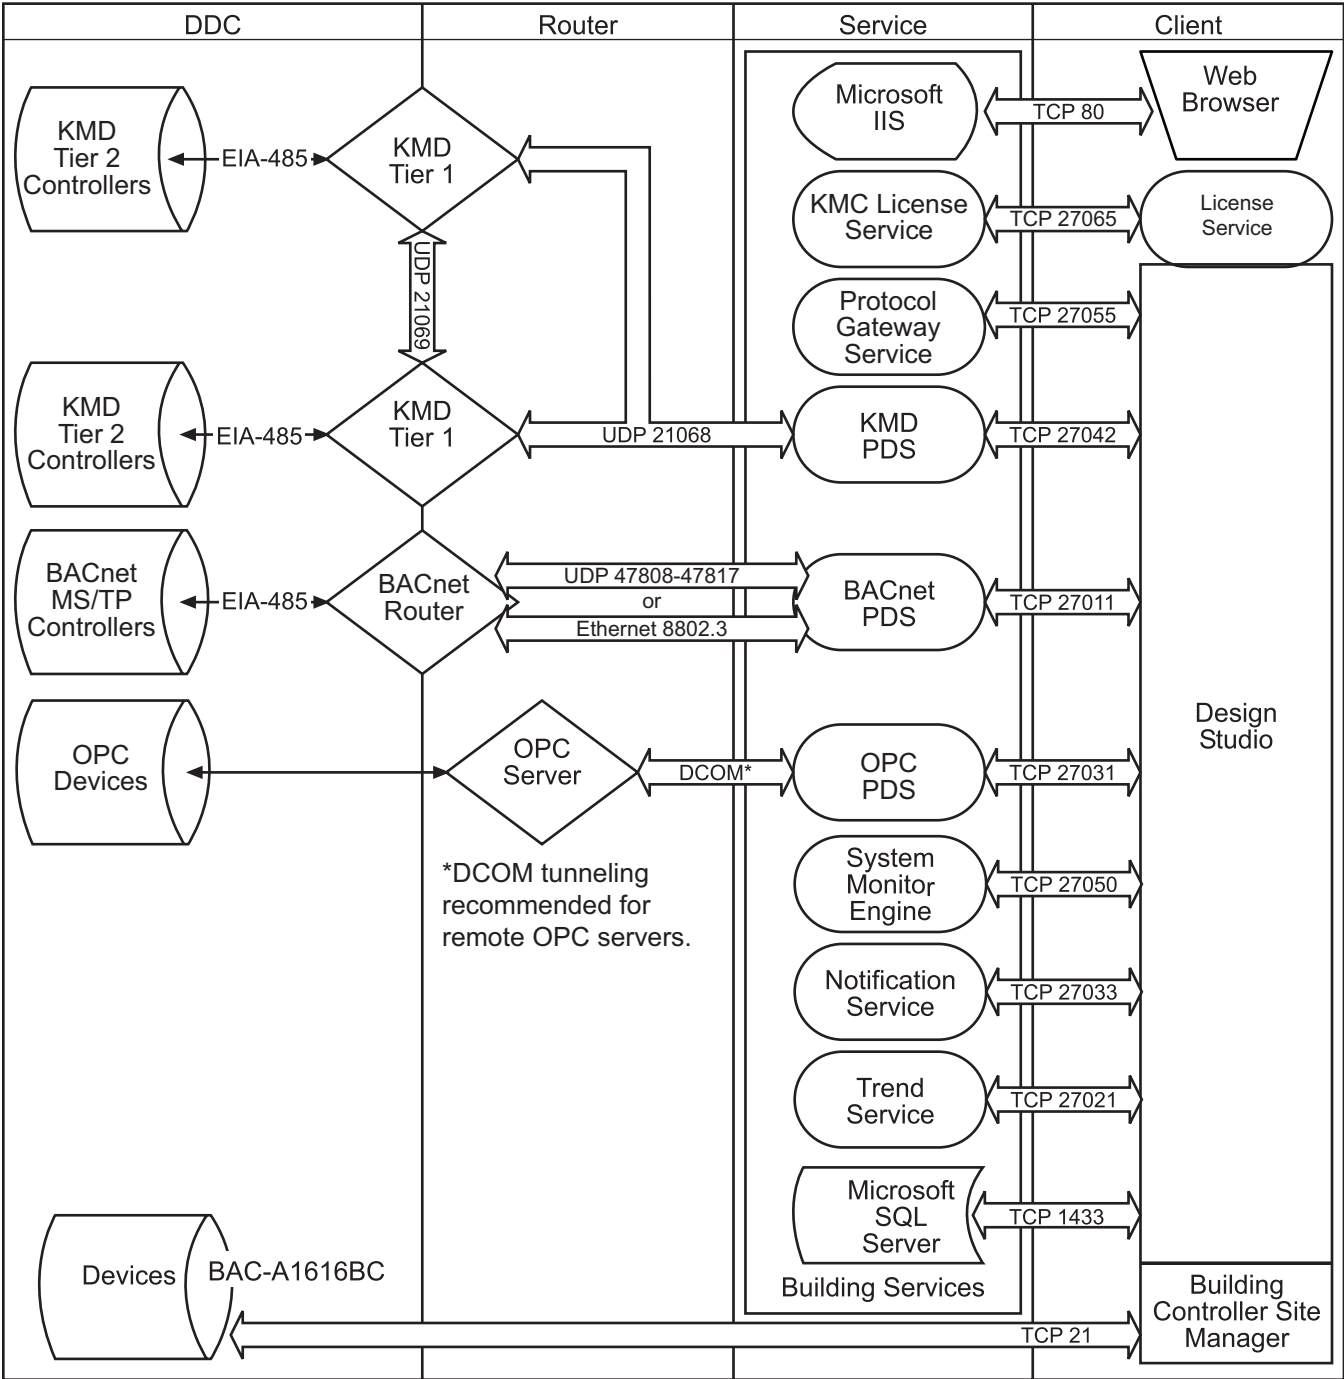 DDC
Router
Service
Client
KMD
Tier 2
Controllers
EIA-485
KMD
Tier 1
Microsoft
IIS
TCP 80
Web
Browser
KMC License
Service
TCP 27065
License
Service
UDP 21069
Protocol
Gateway
Service
TCP 27055
KMD
Tier 2
Controllers
EIA-485
KMD
Tier 1
UDP 21068
KMD
PDS
TCP 27042
BACnet
MS/TP
Controllers
EIA-485
BACnet
Router
UDP 47808-47817
or
Ethernet 8802.3
BACnet
PDS
TCP 27011
Design
Studio
OPC
Devices
OPC
Server
DCOM*
OPC
PDS
TCP 27031
*DCOM tunneling
recommended for
remote OPC servers.
System
Monitor
Engine
TCP 27050
Notification
Service
TCP 27033
Trend
Service
TCP 27021
Microsoft
SQL
Server
TCP 1433
Building Services
Devices
BAC-A1616BC
TCP 21
Building
Controller Site
Manager